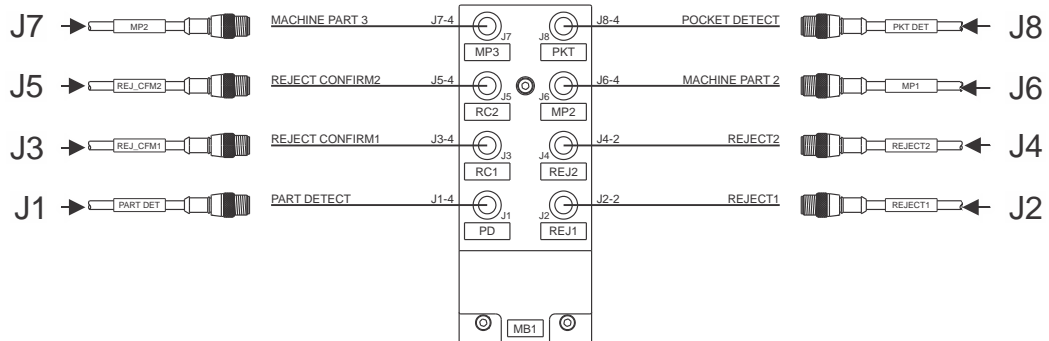 J7 MP2 MACHINE PART 3 J7-4 J7 J8 J8-4 POCKET DETECT PKT DET J8
MP3 PKT
J5 REJ_CFM2 REJECT CONFIRM2 J5-4 J5 J6 J6-4 MACHINE PART 2 MP1 J6
RC2 MP2
J3 REJ_CFM1 REJECT CONFIRM1 J3-4 J3 J4 J4-2 REJECT2 REJECT2 J4
RC1 REJ2
J1 PART DET PART DETECT J1-4 J1 J2 J2-2 REJECT1 REJECT1 J2
PD REJ1
MB1